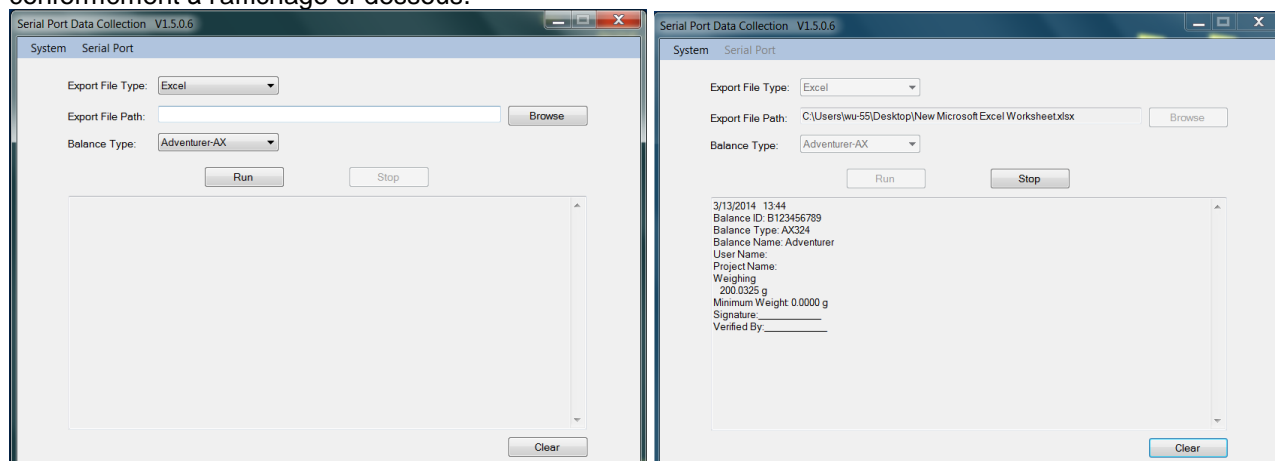 conformément à l'affichage ci-dessous.
Serial Port Data Collection V1.5.0.6
System Serial Port
Export File Type: Excel
Export File Path: Browse
Balance Type: Adventurer-AX
Run Stop
Clear
Serial Port Data Collection V1.5.0.6
System Serial Port
Export File Type: Excel
Export File Path: C:\Users\wu-55\Desktop\New Microsoft Excel Worksheet.xlsx Browse
Balance Type: Adventurer-AX
Run Stop
3/13/2014 13:44
Balance ID: B123456789
Balance Type: AX324
Balance Name: Adventurer
User Name:
Project Name:
Weighing
200.0325 g
Minimum Weight: 0.0000 g
Signature:____________
Verified By:____________
Clear